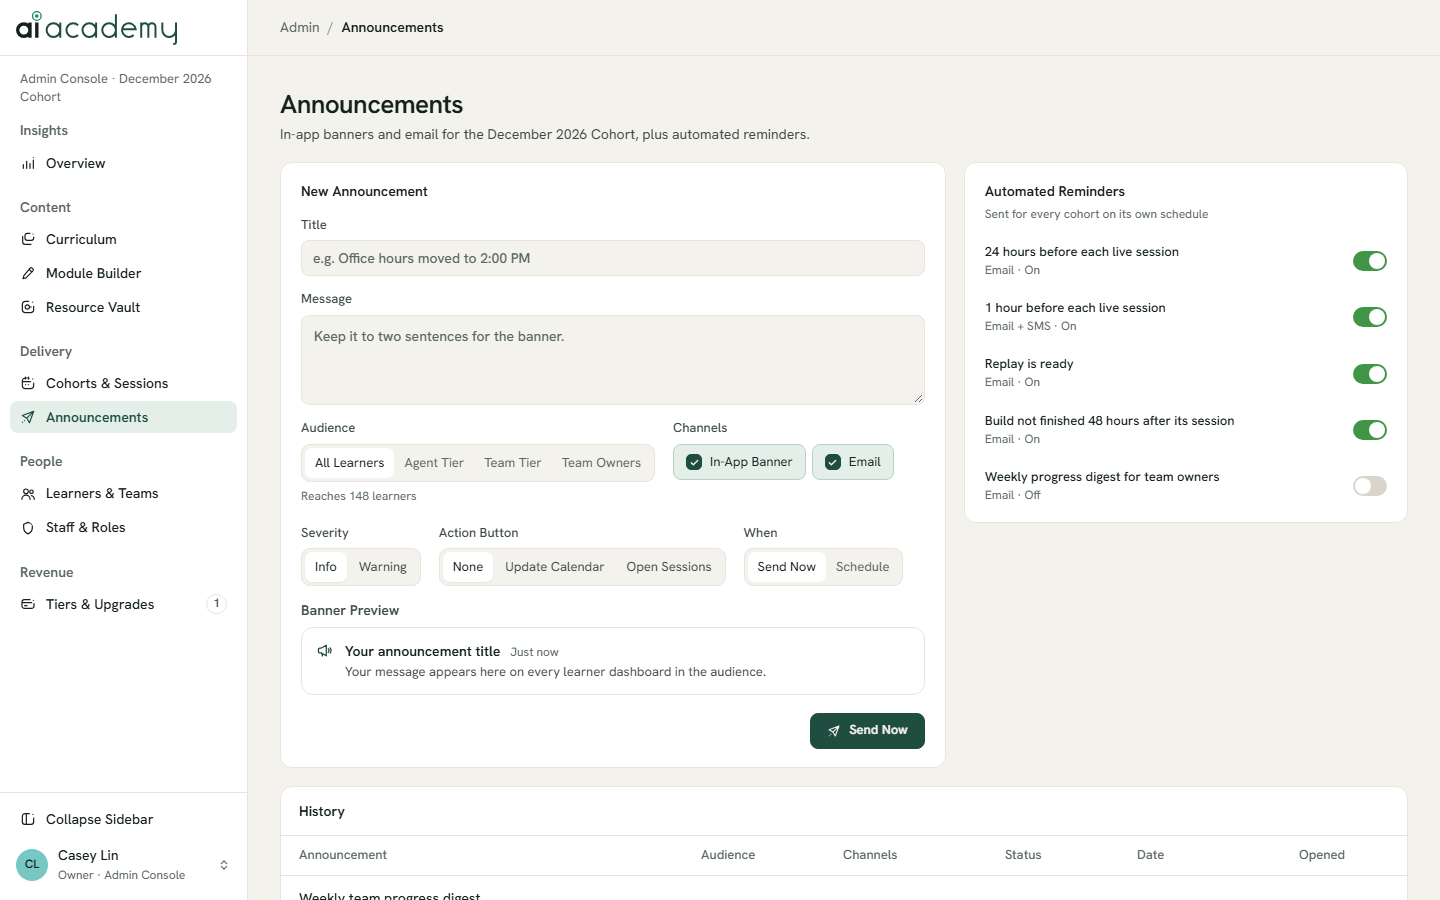 ai academy
Admin Console · December 2026
Cohort
Insights
Overview
Content
Curriculum
Module Builder
Resource Vault
Delivery
Cohorts & Sessions
Announcements
People
Learners & Teams
Staff & Roles
Revenue
Tiers & Upgrades 1
Collapse Sidebar
CL
Casey Lin
Owner · Admin Console
Admin / Announcements
Announcements
In-app banners and email for the December 2026 Cohort, plus automated reminders.
New Announcement
Title
e.g. Office hours moved to 2:00 PM
Message
Keep it to two sentences for the banner.
Audience
All Learners Agent Tier Team Tier Team Owners
Reaches 148 learners
Channels
In-App Banner Email
Severity
Info Warning
Action Button
None Update Calendar Open Sessions
When
Send Now Schedule
Banner Preview
Your announcement title Just now
Your message appears here on every learner dashboard in the audience.
Send Now
Automated Reminders
Sent for every cohort on its own schedule
24 hours before each live session
Email · On
1 hour before each live session
Email + SMS · On
Replay is ready
Email · On
Build not finished 48 hours after its session
Email · On
Weekly progress digest for team owners
Email · Off
History
Announcement Audience Channels Status Date Opened
Weekly team progress digest